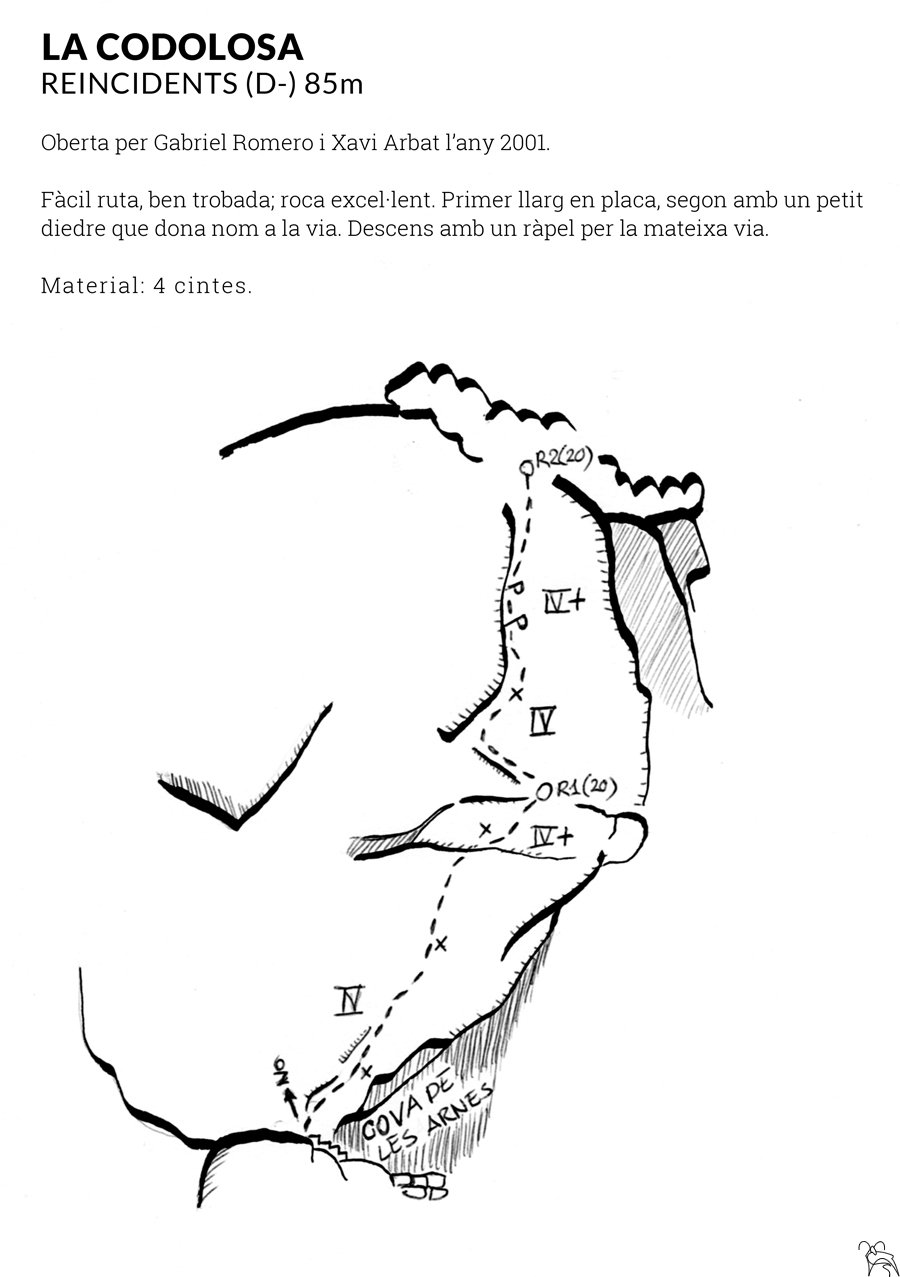 LA CODOLOSA
REINCIDENTS (D-) 85m
Oberta per Gabriel Romero i Xavi Arbat l’any 2001.
Fàcil ruta, ben trobada; roca excel·lent. Primer llarg en placa, segon amb un petit
diedre que dona nom a la via. Descens amb un ràpel per la mateixa via.
Material: 4 cintes.
R2(20)
P
IV+
P
x
IV
R1(20)
x
IV+
x
IV
x
COVA DE
LES ARNES